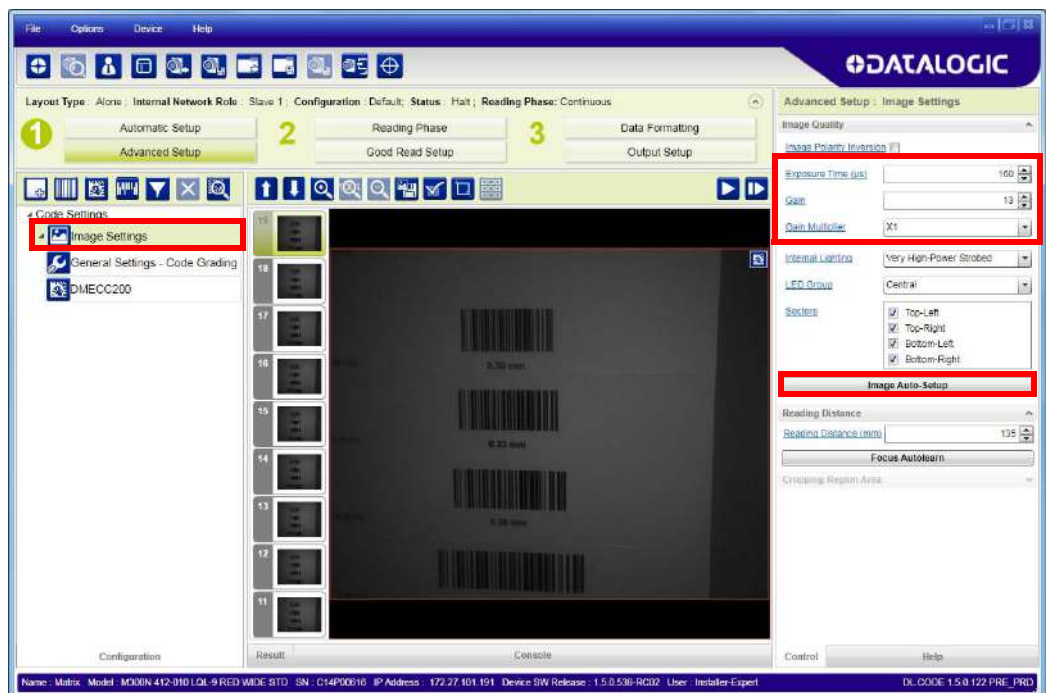 File Options Device Help
DATALOGIC
Layout Type : Alone ; Internal Network Role : Slave 1 ; Configuration : Default; Status : Halt ; Reading Phase: Continuous
Advanced Setup : Image Settings
1 Automatic Setup 2 Reading Phase 3 Data Formatting
Advanced Setup Good Read Setup Output Setup
Image Quality
Image Polarity Inversion
Exposure Time (µs) 160
Gain 13
Gain Multiplier X1
Internal Lighting Very High-Power Strobed
LED Group Central
Sectors Top-Left
Top-Right
Bottom-Left
Bottom-Right
Image Auto-Setup
Reading Distance
Reading Distance (mm) 135
Focus Autolearn
Cropping Region Area
Code Settings
Image Settings
General Settings - Code Grading
DMECC200
19
18
17
16
15
14
13
12
11
0.30 mm
0.33 mm
0.38 mm
Configuration Result Console Control Help
Name : Matrix Model : M300N 412-010 LQL-9 RED WIDE STD SN : C14P00616 IP Address : 172.27.101.191 Device SW Release : 1.5.0.538-RC02 User : Installer-Expert DL.CODE 1.5.0.122 PRE_PRD